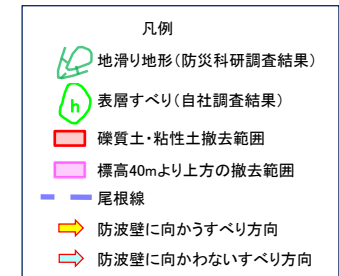 凡例
地滑り地形(防災科研調査結果)
h 表層すべり(自社調査結果)
礫質土・粘性土撤去範囲
標高40mより上方の撤去範囲
尾根線
防波壁に向かうすべり方向
防波壁に向かわないすべり方向